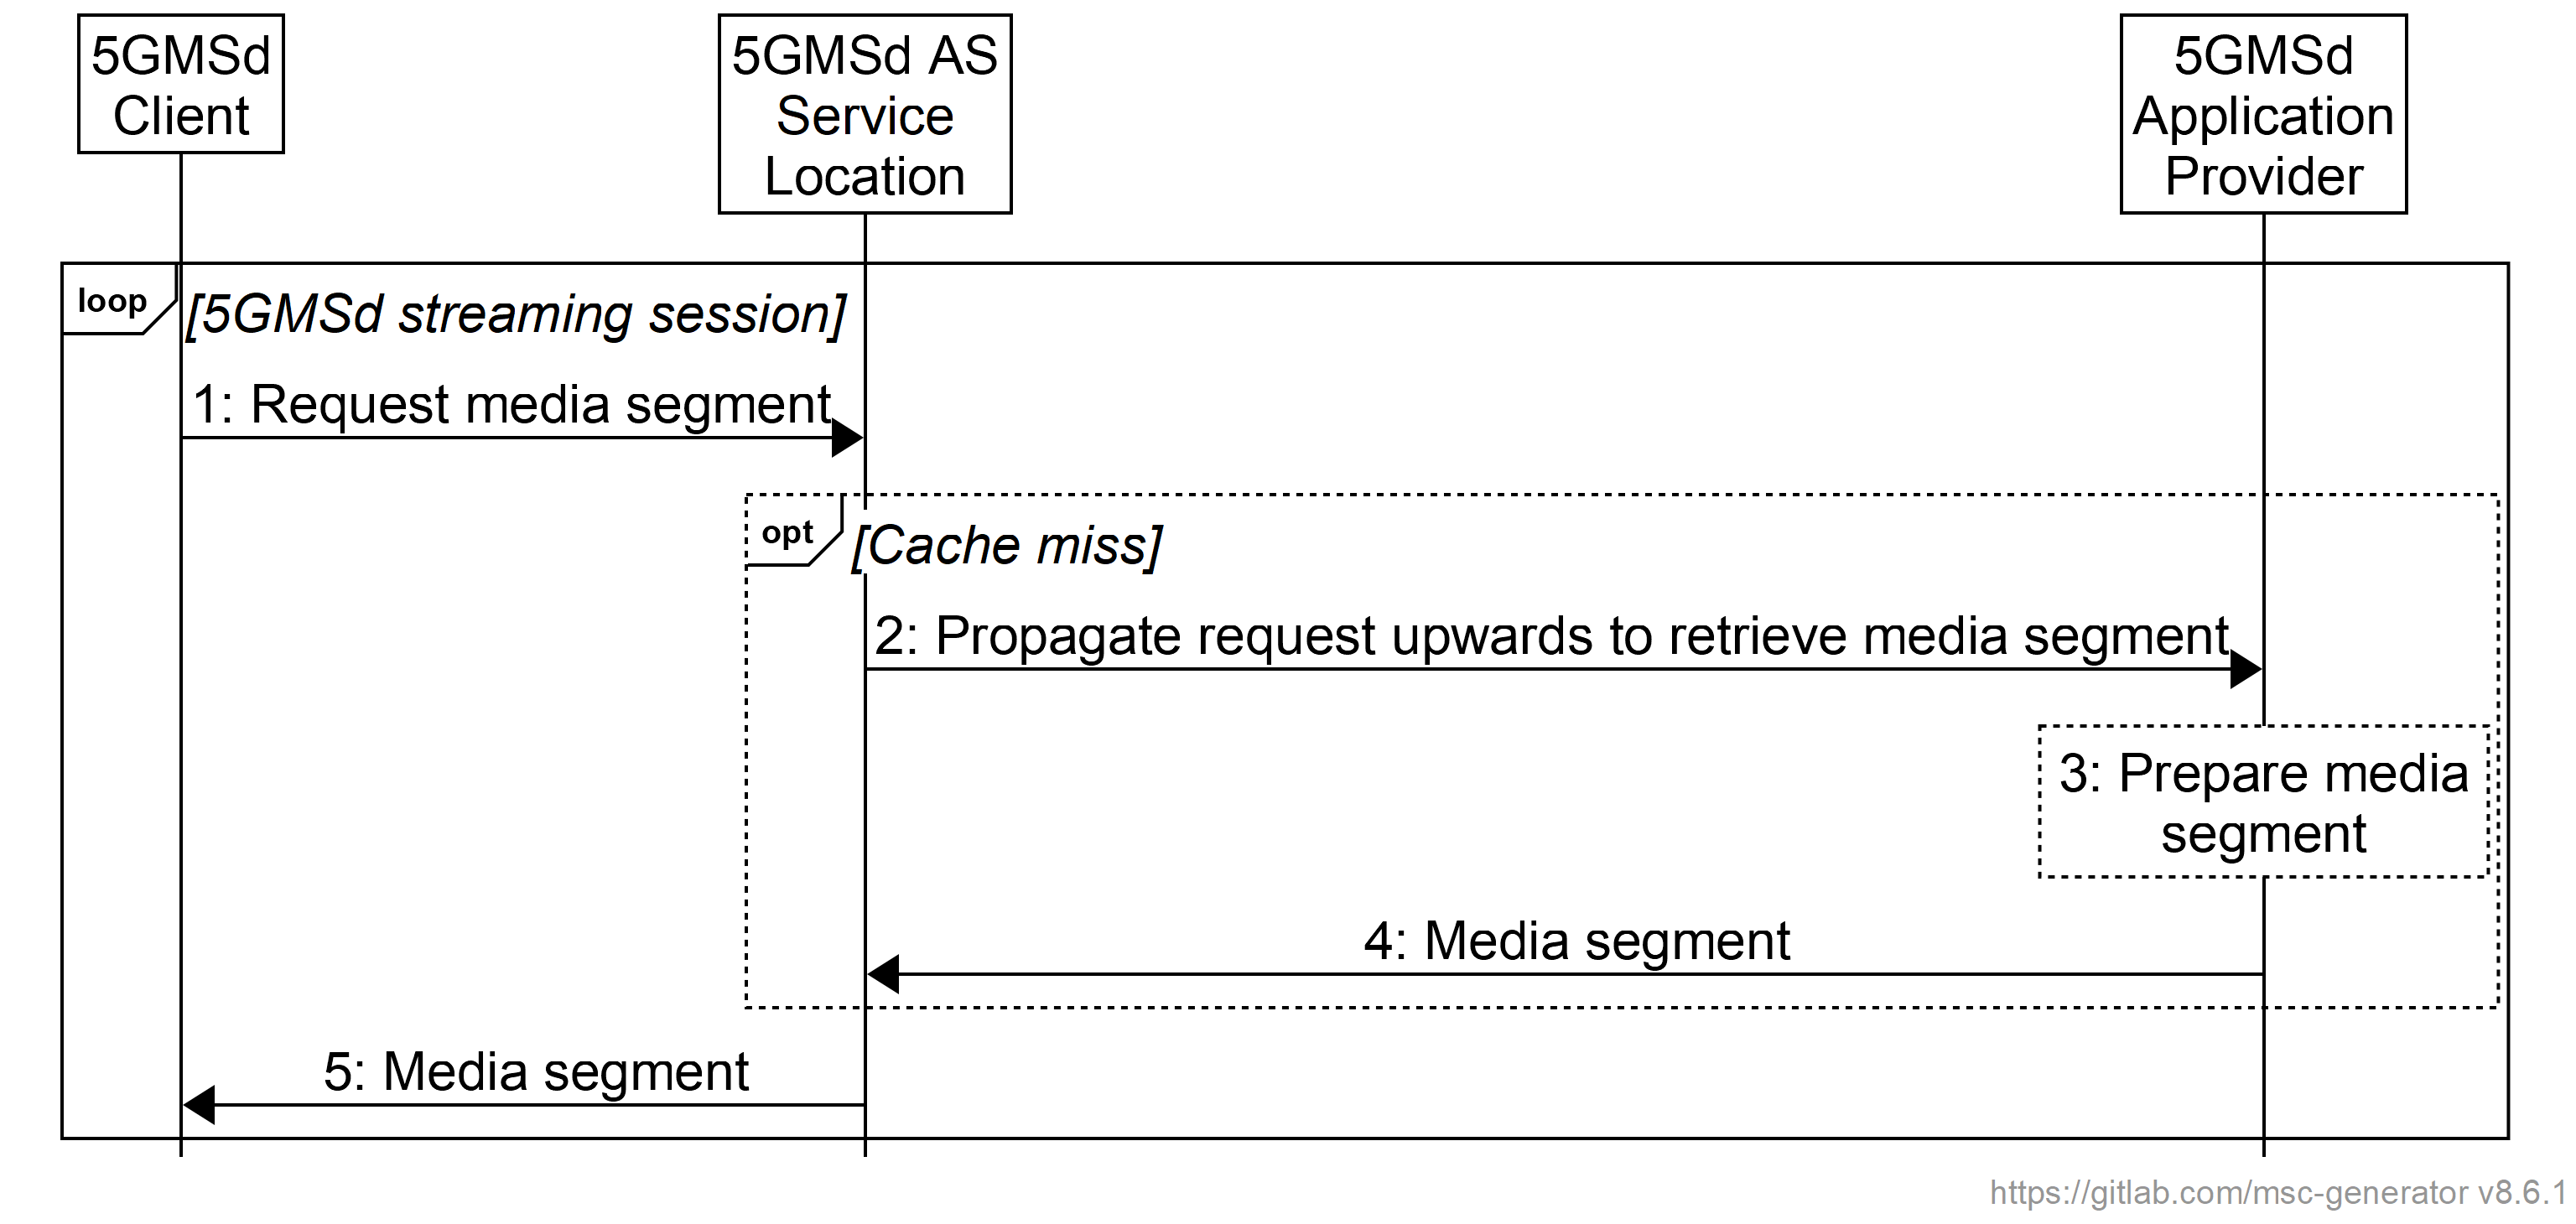 5GMSd
Client
5GMSd AS
Service
Location
5GMSd
Application
Provider
loop
[5GMSd streaming session]
1: Request media segment
opt
[Cache miss]
2: Propagate request upwards to retrieve media segment
3: Prepare media
segment
4: Media segment
5: Media segment
https://gitlab.com/msc-generator v8.6.1